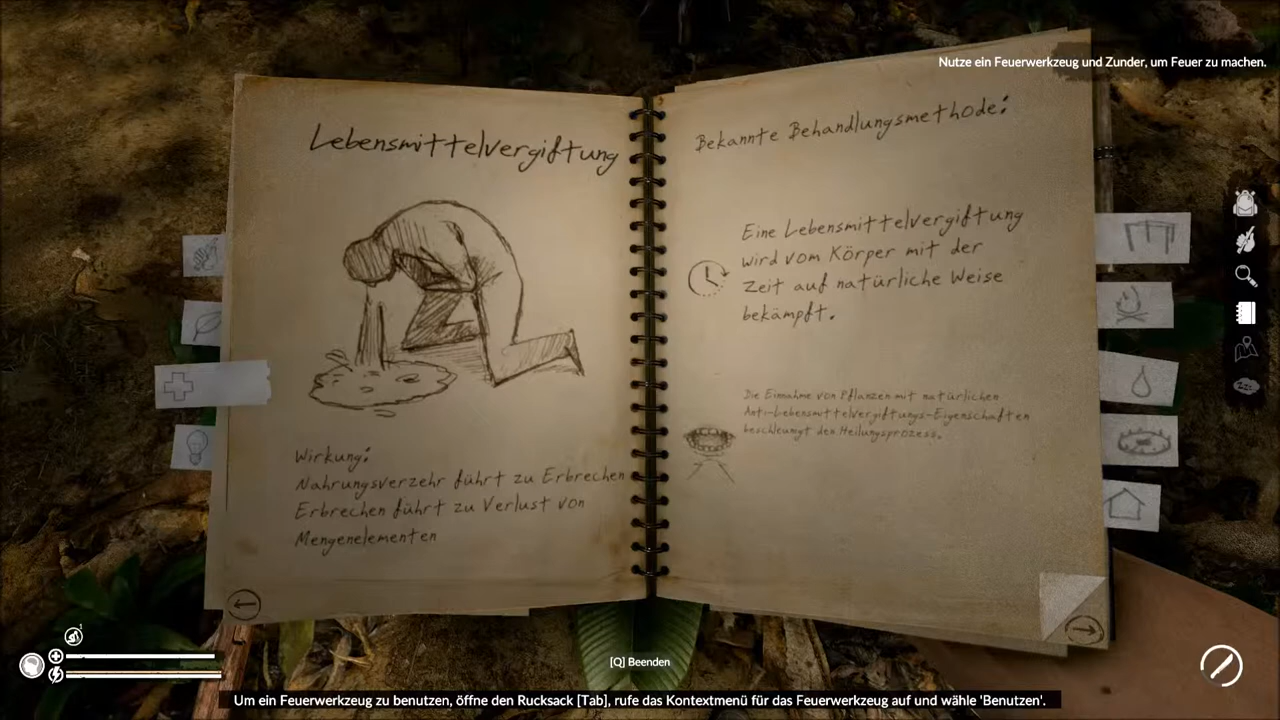 Nutze ein Feuerwerkzeug und Zunder, um Feuer zu machen.
Lebensmittelvergiftung
Wirkung:
Nahrungsverzehr führt zu Erbrechen
Erbrechen führt zu Verlust von
Mengenelementen
Bekannte Behandlungsmethode:
Eine Lebensmittelvergiftung
wird vom Körper mit der
Zeit auf natürliche Weise
bekämpft.
Die Einnahme von Pflanzen mit natürlichen
Anti-Lebensmittelvergiftungs-Eigenschaften
beschleunigt den Heilungsprozess.
1
[Q] Beenden
Um ein Feuerwerkzeug zu benutzen, öffne den Rucksack [Tab], rufe das Kontextmenü für das Feuerwerkzeug auf und wähle 'Benutzen'.